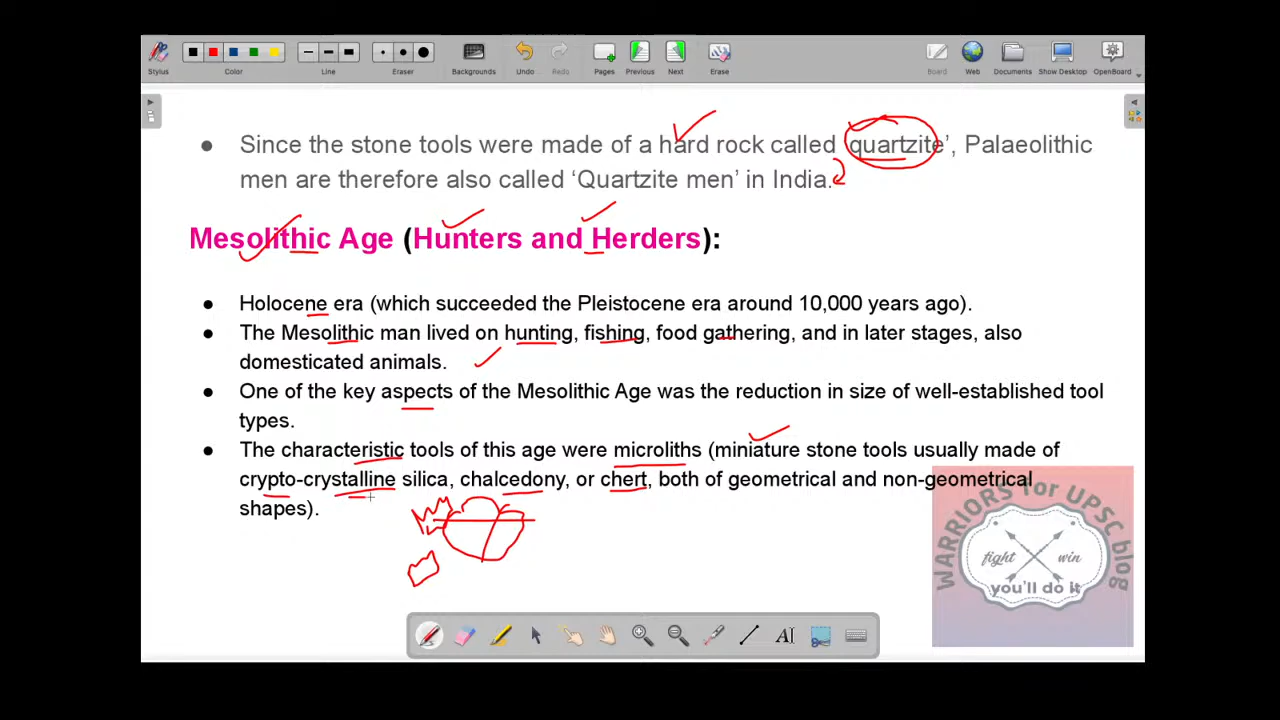 Stylus Color Line Eraser Backgrounds Undo Redo Pages Previous Next Erase Board Web Documents Show Desktop OpenBoard
● Since the stone tools were made of a hard rock called ‘quartzite’, Palaeolithic
men are therefore also called ‘Quartzite men’ in India.
Mesolithic Age (Hunters and Herders):
● Holocene era (which succeeded the Pleistocene era around 10,000 years ago).
● The Mesolithic man lived on hunting, fishing, food gathering, and in later stages, also
domesticated animals.
● One of the key aspects of the Mesolithic Age was the reduction in size of well-established tool
types.
● The characteristic tools of this age were microliths (miniature stone tools usually made of
crypto-crystalline silica, chalcedony, or chert, both of geometrical and non-geometrical
shapes).
WARRIORS for UPSC blog
fight win
you'll do it
AI